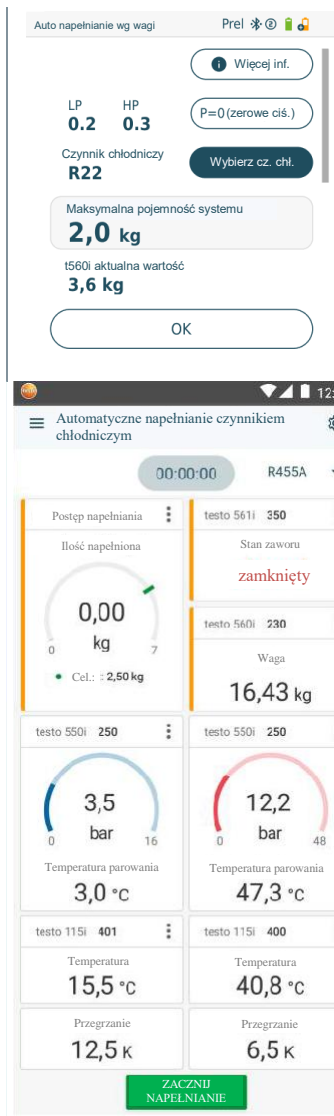 Auto napełnianie wg wagi Prel
Więcej inf.
LP HP
0.2 0.3
P=0(zerowe ciś.)
Czynnik chłodniczy
R22
Wybierz cz. chł.
Maksymalna pojemność systemu
2,0 kg
t560i aktualna wartość
3,6 kg
OK
12:
Automatyczne napełnianie czynnikiem
chłodniczym
00:00:00 R455A
Postęp napełniania
Ilość napełniona
0,00
kg
0 7
Cel.: : 2,50 kg
testo 561i 350
Stan zaworu
zamknięty
testo 560i 230
Waga
16,43 kg
testo 550i 250
3,5
bar
0 16
Temperatura parowania
3,0 °C
testo 550i 250
12,2
bar
0 48
Temperatura parowania
47,3 °C
testo 115i 401
Temperatura
15,5 °C
Przegrzanie
12,5 K
testo 115i 400
Temperatura
40,8 °C
Przegrzanie
6,5 K
ZACZNIJ
NAPEŁNIANIE